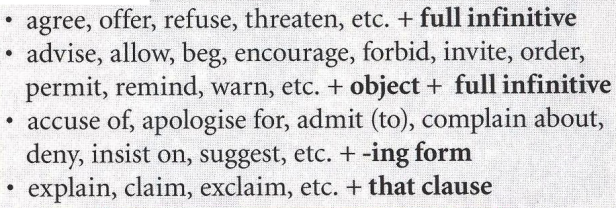 • agree, offer, refuse, threaten, etc. + full infinitive
• advise, allow, beg, encourage, forbid, invite, order,
permit, remind, warn, etc. + object + full infinitive
• accuse of, apologise for, admit (to), complain about,
deny, insist on, suggest, etc. + -ing form
• explain, claim, exclaim, etc. + that clause